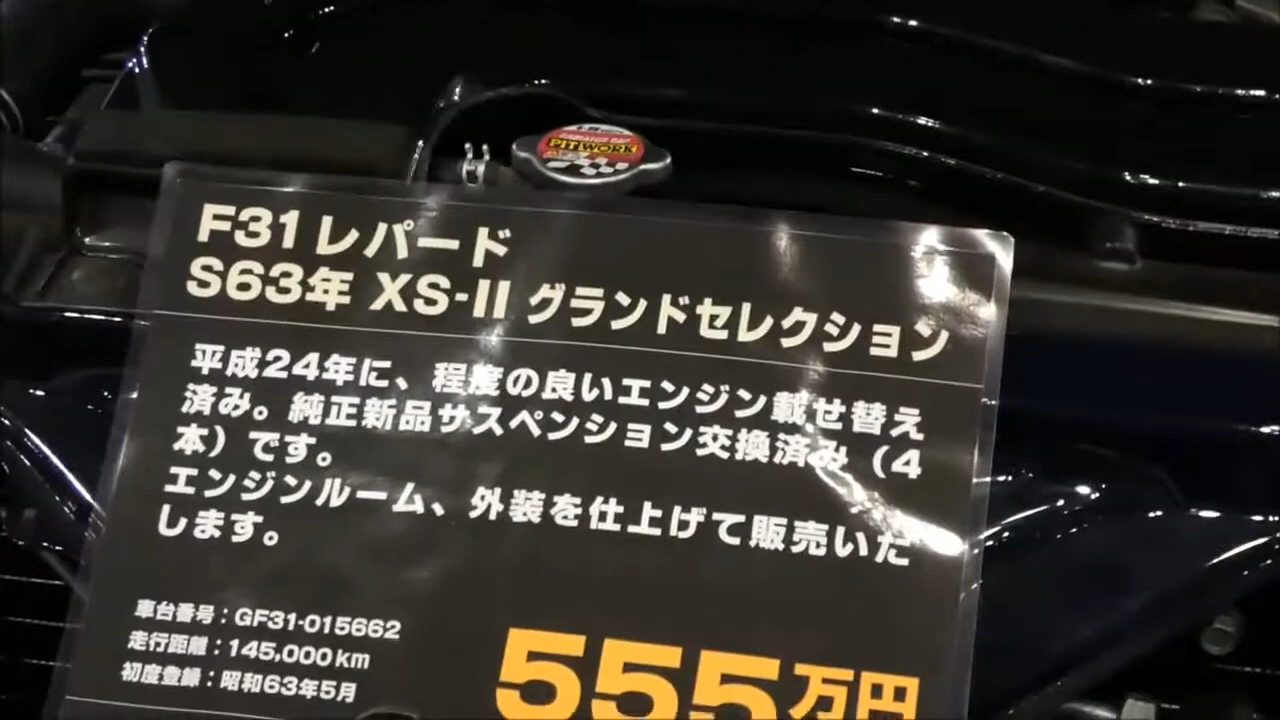 PITWORK
F31レパード
S63年 XS-II グランドセレクション
平成24年に、程度の良いエンジン載せ替え
済み。純正新品サスペンション交換済み（4
本）です。
エンジンルーム、外装を仕上げて販売いた
します。
車台番号：GF31-015662
走行距離：145,000km
初度登録：昭和63年5月
555万円